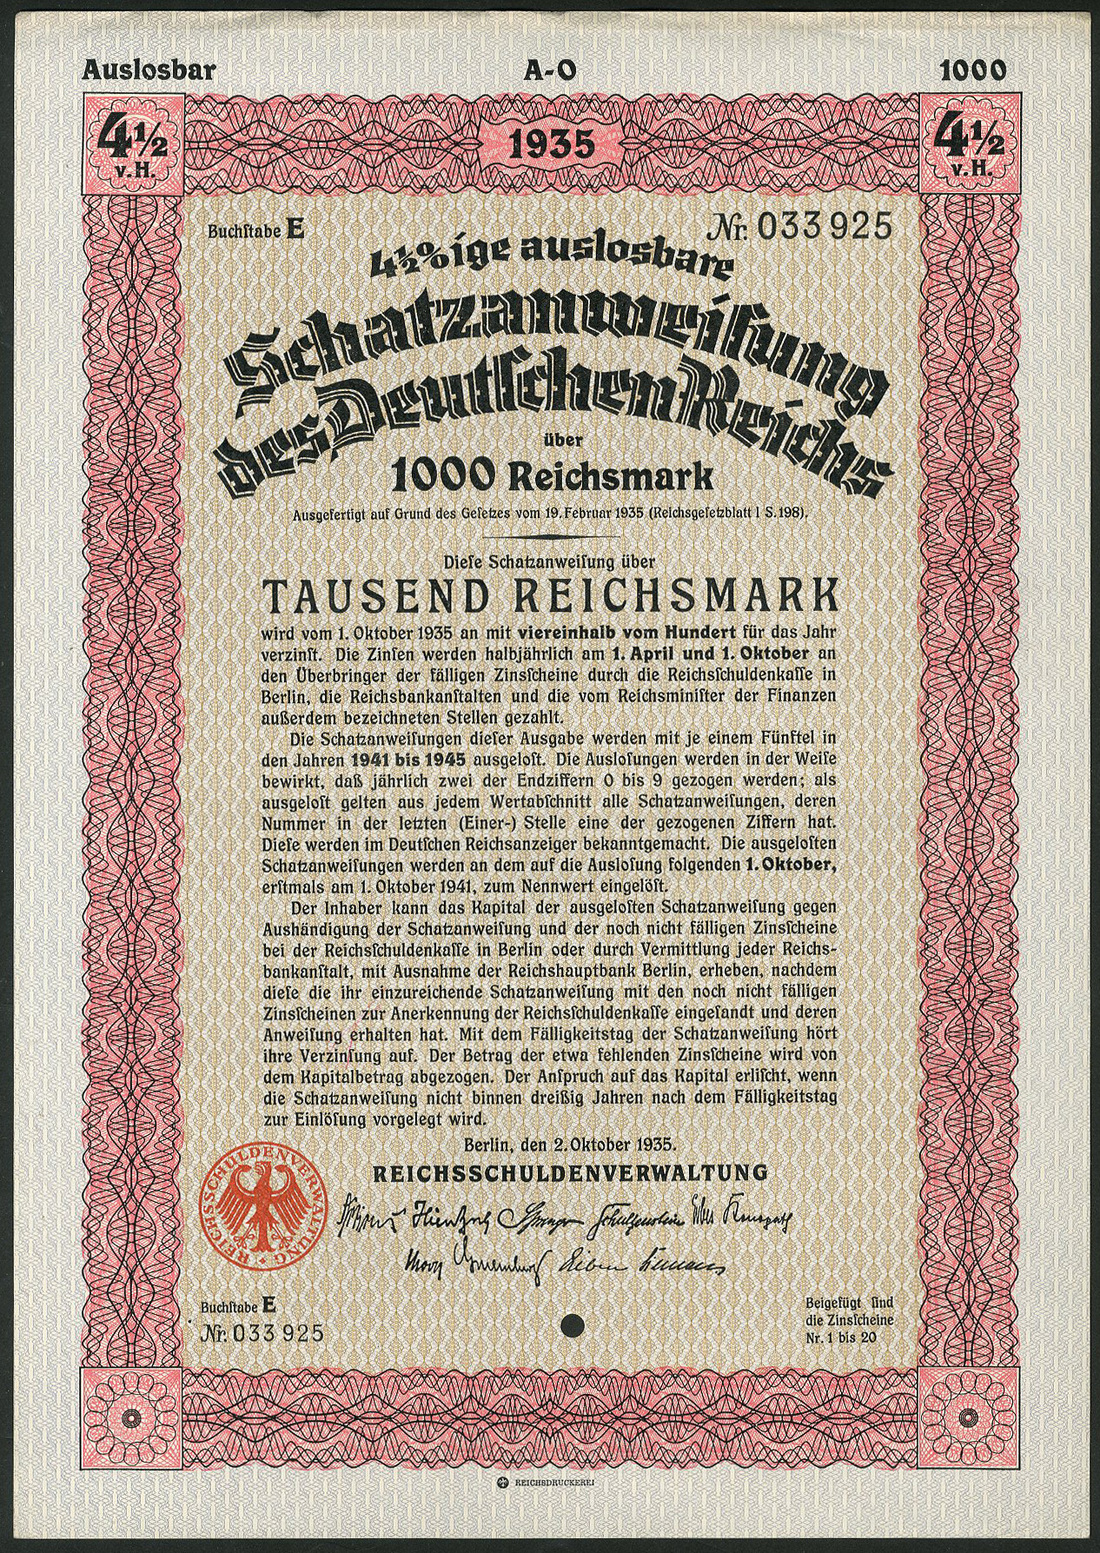 Auslosbar A-O 1000
4½ v.H. 1935 4½ v.H.
Buchſtabe E Nr. 033925
4½%ige auslosbare
Schatzanweiſung
des Deutſchen Reichs
über
1000 Reichsmark
Ausgefertigt auf Grund des Geſetzes vom 19. Februar 1935 (Reichsgeſetzblatt I S. 198).
Dieſe Schatzanweiſung über
TAUSEND REICHSMARK
wird vom 1. Oktober 1935 an mit viereinhalb vom Hundert für das Jahr
verzinſt. Die Zinſen werden halbjährlich am 1. April und 1. Oktober an
den Überbringer der fälligen Zinsſcheine durch die Reichsſchuldenkaſſe in
Berlin, die Reichsbankanſtalten und die vom Reichsminiſter der Finanzen
außerdem bezeichneten Stellen gezahlt.
Die Schatzanweiſungen dieſer Ausgabe werden mit je einem Fünftel in
den Jahren 1941 bis 1945 ausgeloſt. Die Ausloſungen werden in der Weiſe
bewirkt, daß jährlich zwei der Endziffern 0 bis 9 gezogen werden; als
ausgeloſt gelten aus jedem Wertabſchnitt alle Schatzanweiſungen, deren
Nummer in der letzten (Einer-) Stelle eine der gezogenen Ziffern hat.
Dieſe werden im Deutſchen Reichsanzeiger bekanntgemacht. Die ausgeloſten
Schatzanweiſungen werden an dem auf die Ausloſung folgenden 1. Oktober,
erſtmals am 1. Oktober 1941, zum Nennwert eingelöſt.
Der Inhaber kann das Kapital der ausgeloſten Schatzanweiſung gegen
Aushändigung der Schatzanweiſung und der noch nicht fälligen Zinsſcheine
bei der Reichsſchuldenkaſſe in Berlin oder durch Vermittlung jeder Reichs-
bankanſtalt, mit Ausnahme der Reichshauptbank Berlin, erheben, nachdem
dieſe die ihr einzureichende Schatzanweiſung mit den noch nicht fälligen
Zinsſcheinen zur Anerkennung der Reichsſchuldenkaſſe eingeſandt und deren
Anweiſung erhalten hat. Mit dem Fälligkeitstag der Schatzanweiſung hört
ihre Verzinſung auf. Der Betrag der etwa fehlenden Zinsſcheine wird von
dem Kapitalbetrag abgezogen. Der Anſpruch auf das Kapital erliſcht, wenn
die Schatzanweiſung nicht binnen dreißig Jahren nach dem Fälligkeitstag
zur Einlöſung vorgelegt wird.
Berlin, den 2. Oktober 1935.
REICHSSCHULDENVERWALTUNG
REICHSSCHULDENVERWALTUNG
Buchſtabe E
Nr. 033925
Beigefügt ſind
die Zinsſcheine
Nr. 1 bis 20
REICHSDRUCKEREI